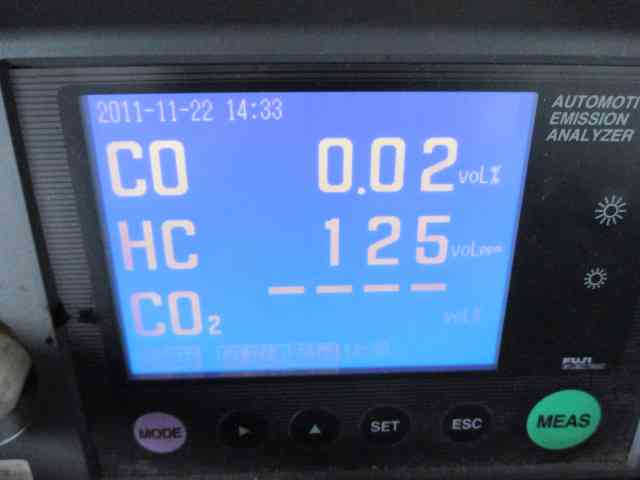 2011-11-22 14:33
CO 0.02 vol%
HC 125 volppm
CO2 ---- vol%
AUTOMOTI
EMISSION
ANALYZER
FUJI
MODE
SET
ESC
MEAS